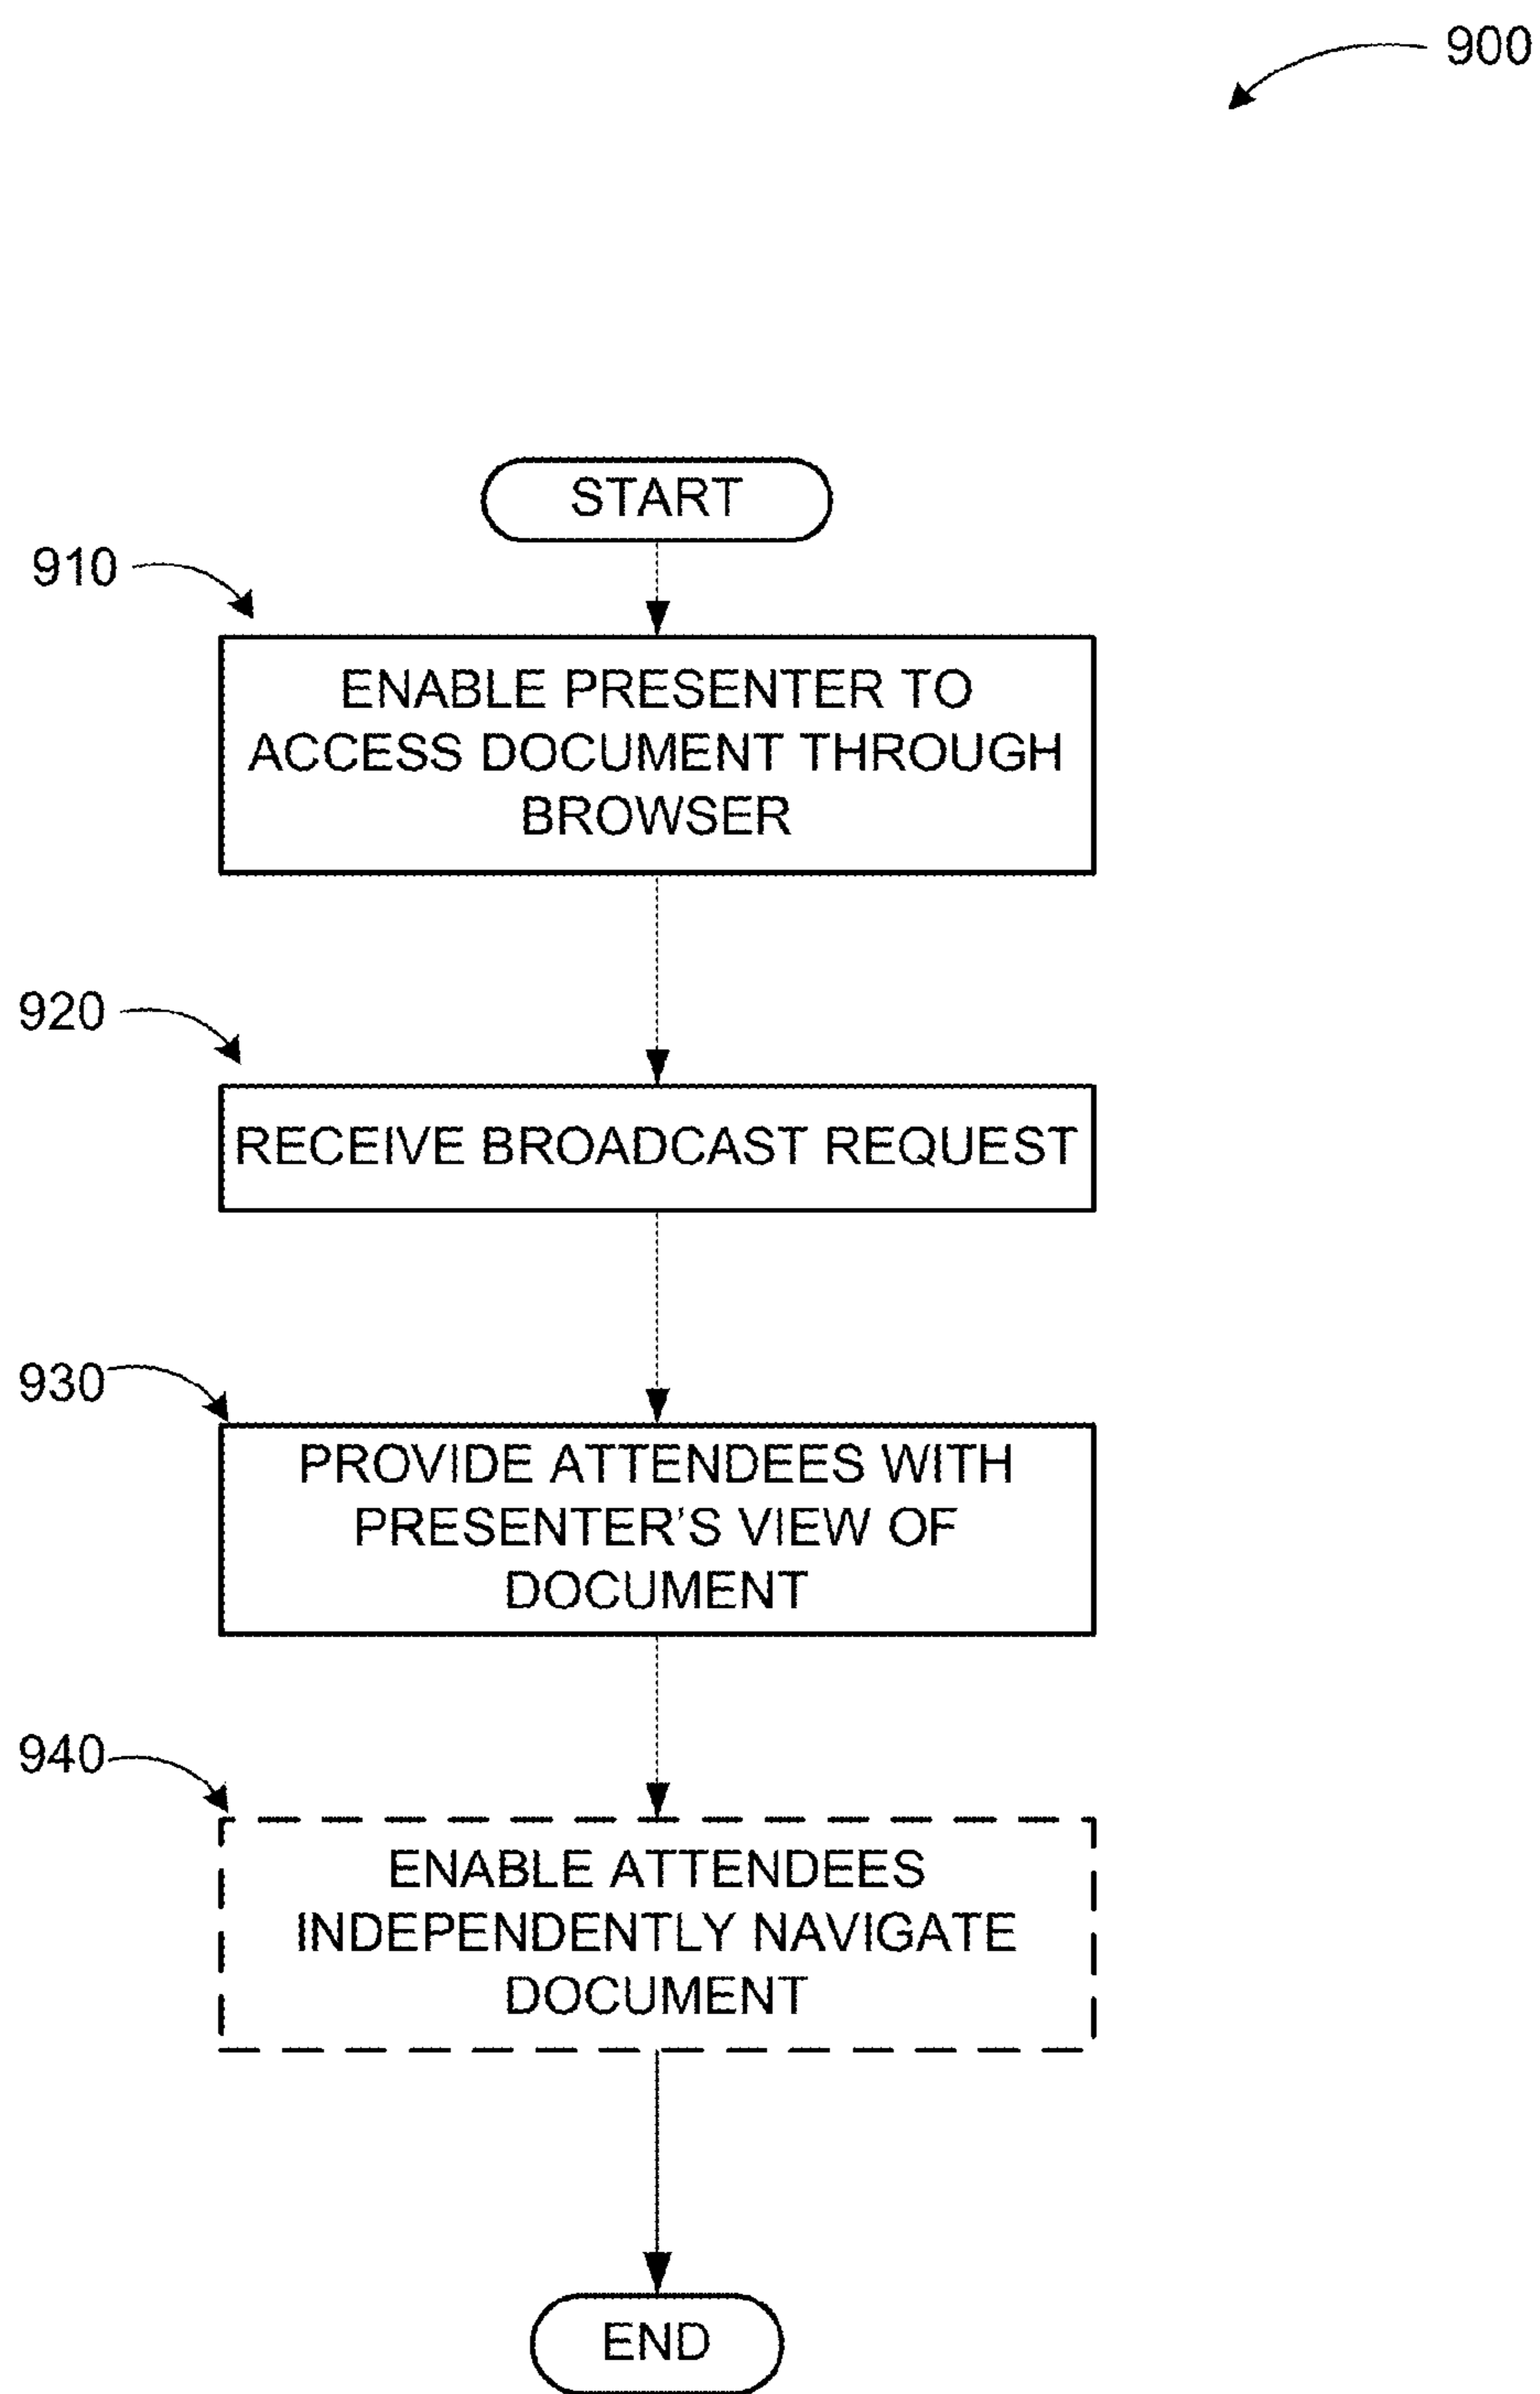 900
START
910
ENABLE PRESENTER TO
ACCESS DOCUMENT THROUGH
BROWSER
920
RECEIVE BROADCAST REQUEST
930
PROVIDE ATTENDEES WITH
PRESENTER'S VIEW OF
DOCUMENT
940
ENABLE ATTENDEES
INDEPENDENTLY NAVIGATE
DOCUMENT
END